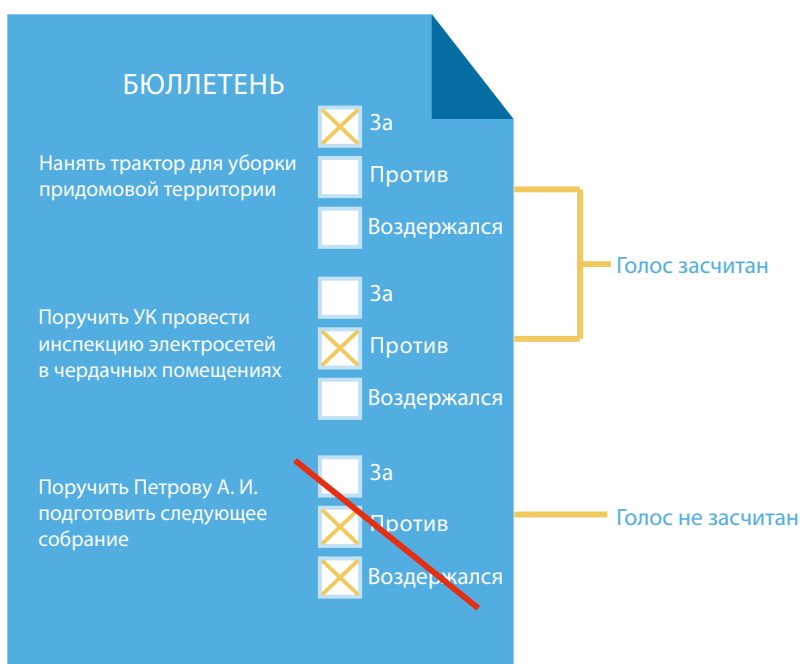 БЮЛЛЕТЕНЬ
Нанять трактор для уборки
придомовой территории
За
Против
Воздержался
Голос засчитан
Поручить УК провести
инспекцию электросетей
в чердачных помещениях
За
Против
Воздержался
Поручить Петрову А. И.
подготовить следующее
собрание
За
Против
Воздержался
Голос не засчитан